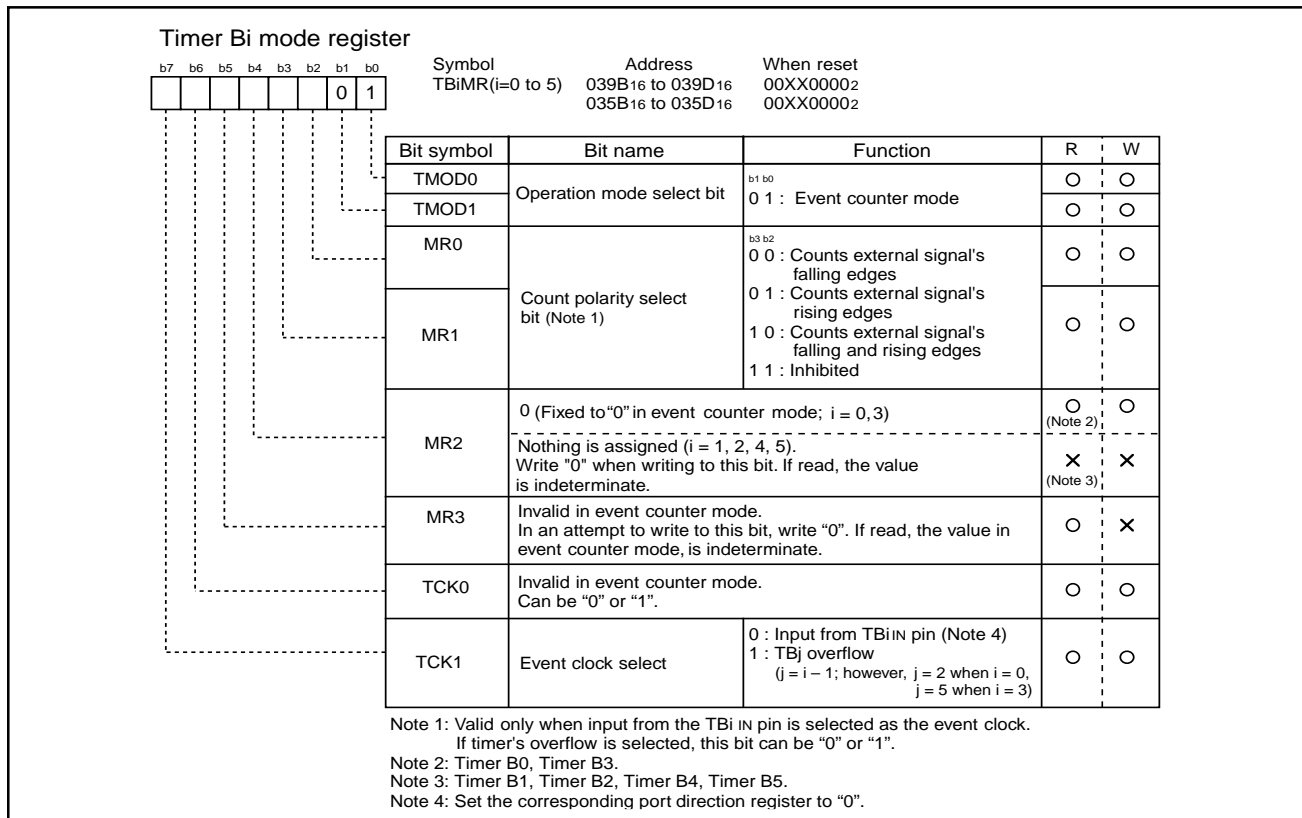 Timer Bi mode register
b7 b6 b5 b4 b3 b2 b1 b0
0 1
Symbol Address When reset
TBiMR(i=0 to 5) 039B16 to 039D16 00XX00002
035B16 to 035D16 00XX00002
Bit symbol Bit name Function R W
TMOD0
TMOD1
Operation mode select bit
b1 b0
0 1 : Event counter mode
MR0
MR1
Count polarity select
bit (Note 1)
b3 b2
0 0 : Counts external signal's
falling edges
0 1 : Counts external signal's
rising edges
1 0 : Counts external signal's
falling and rising edges
1 1 : Inhibited
MR2
0 (Fixed to “0” in event counter mode; i = 0, 3)
(Note 2)
Nothing is assigned (i = 1, 2, 4, 5).
Write "0" when writing to this bit. If read, the value
is indeterminate.
(Note 3)
MR3
Invalid in event counter mode.
In an attempt to write to this bit, write “0”. If read, the value in
event counter mode, is indeterminate.
TCK0
Invalid in event counter mode.
Can be “0” or “1”.
TCK1
Event clock select
0 : Input from TBiIN pin (Note 4)
1 : TBj overflow
(j = i – 1; however, j = 2 when i = 0,
j = 5 when i = 3)
Note 1: Valid only when input from the TBi IN pin is selected as the event clock.
If timer's overflow is selected, this bit can be “0” or “1”.
Note 2: Timer B0, Timer B3.
Note 3: Timer B1, Timer B2, Timer B4, Timer B5.
Note 4: Set the corresponding port direction register to “0”.